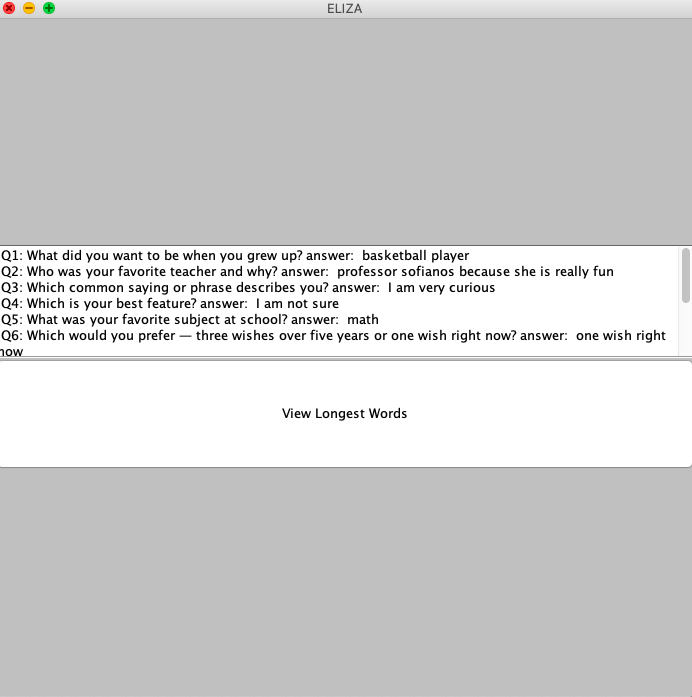 ELIZA
Q1: What did you want to be when you grew up? answer:  basketball player
Q2: Who was your favorite teacher and why? answer:  professor sofianos because she is really fun
Q3: Which common saying or phrase describes you? answer:  I am very curious
Q4: Which is your best feature? answer:  I am not sure
Q5: What was your favorite subject at school? answer:  math
Q6: Which would you prefer — three wishes over five years or one wish right now? answer:  one wish right
now
View Longest Words